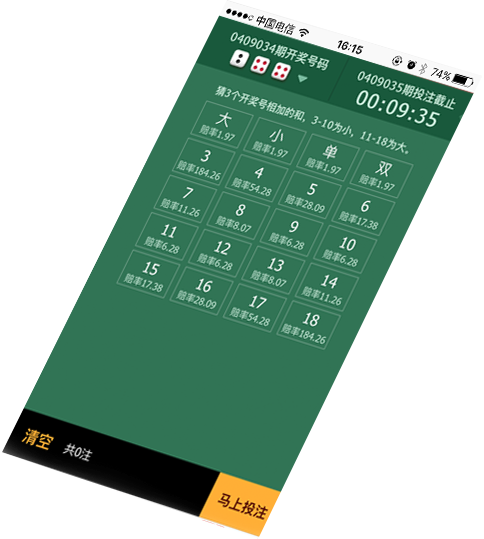 中国电信
16:15
74%
0409034期开奖号码
0409035期投注截止
00:09:35
猜3个开奖号相加的和，3-10为小，11-18为大。
大 小 单 双
赔率1.97 赔率1.97 赔率1.97 赔率1.97
3 4 5 6
赔率184.26 赔率54.28 赔率28.09 赔率17.38
7 8 9 10
赔率11.26 赔率8.07 赔率6.28 赔率6.28
11 12 13 14
赔率6.28 赔率6.28 赔率8.07 赔率11.26
15 16 17 18
赔率17.38 赔率28.09 赔率54.28 赔率184.26
清空 共0注 马上投注